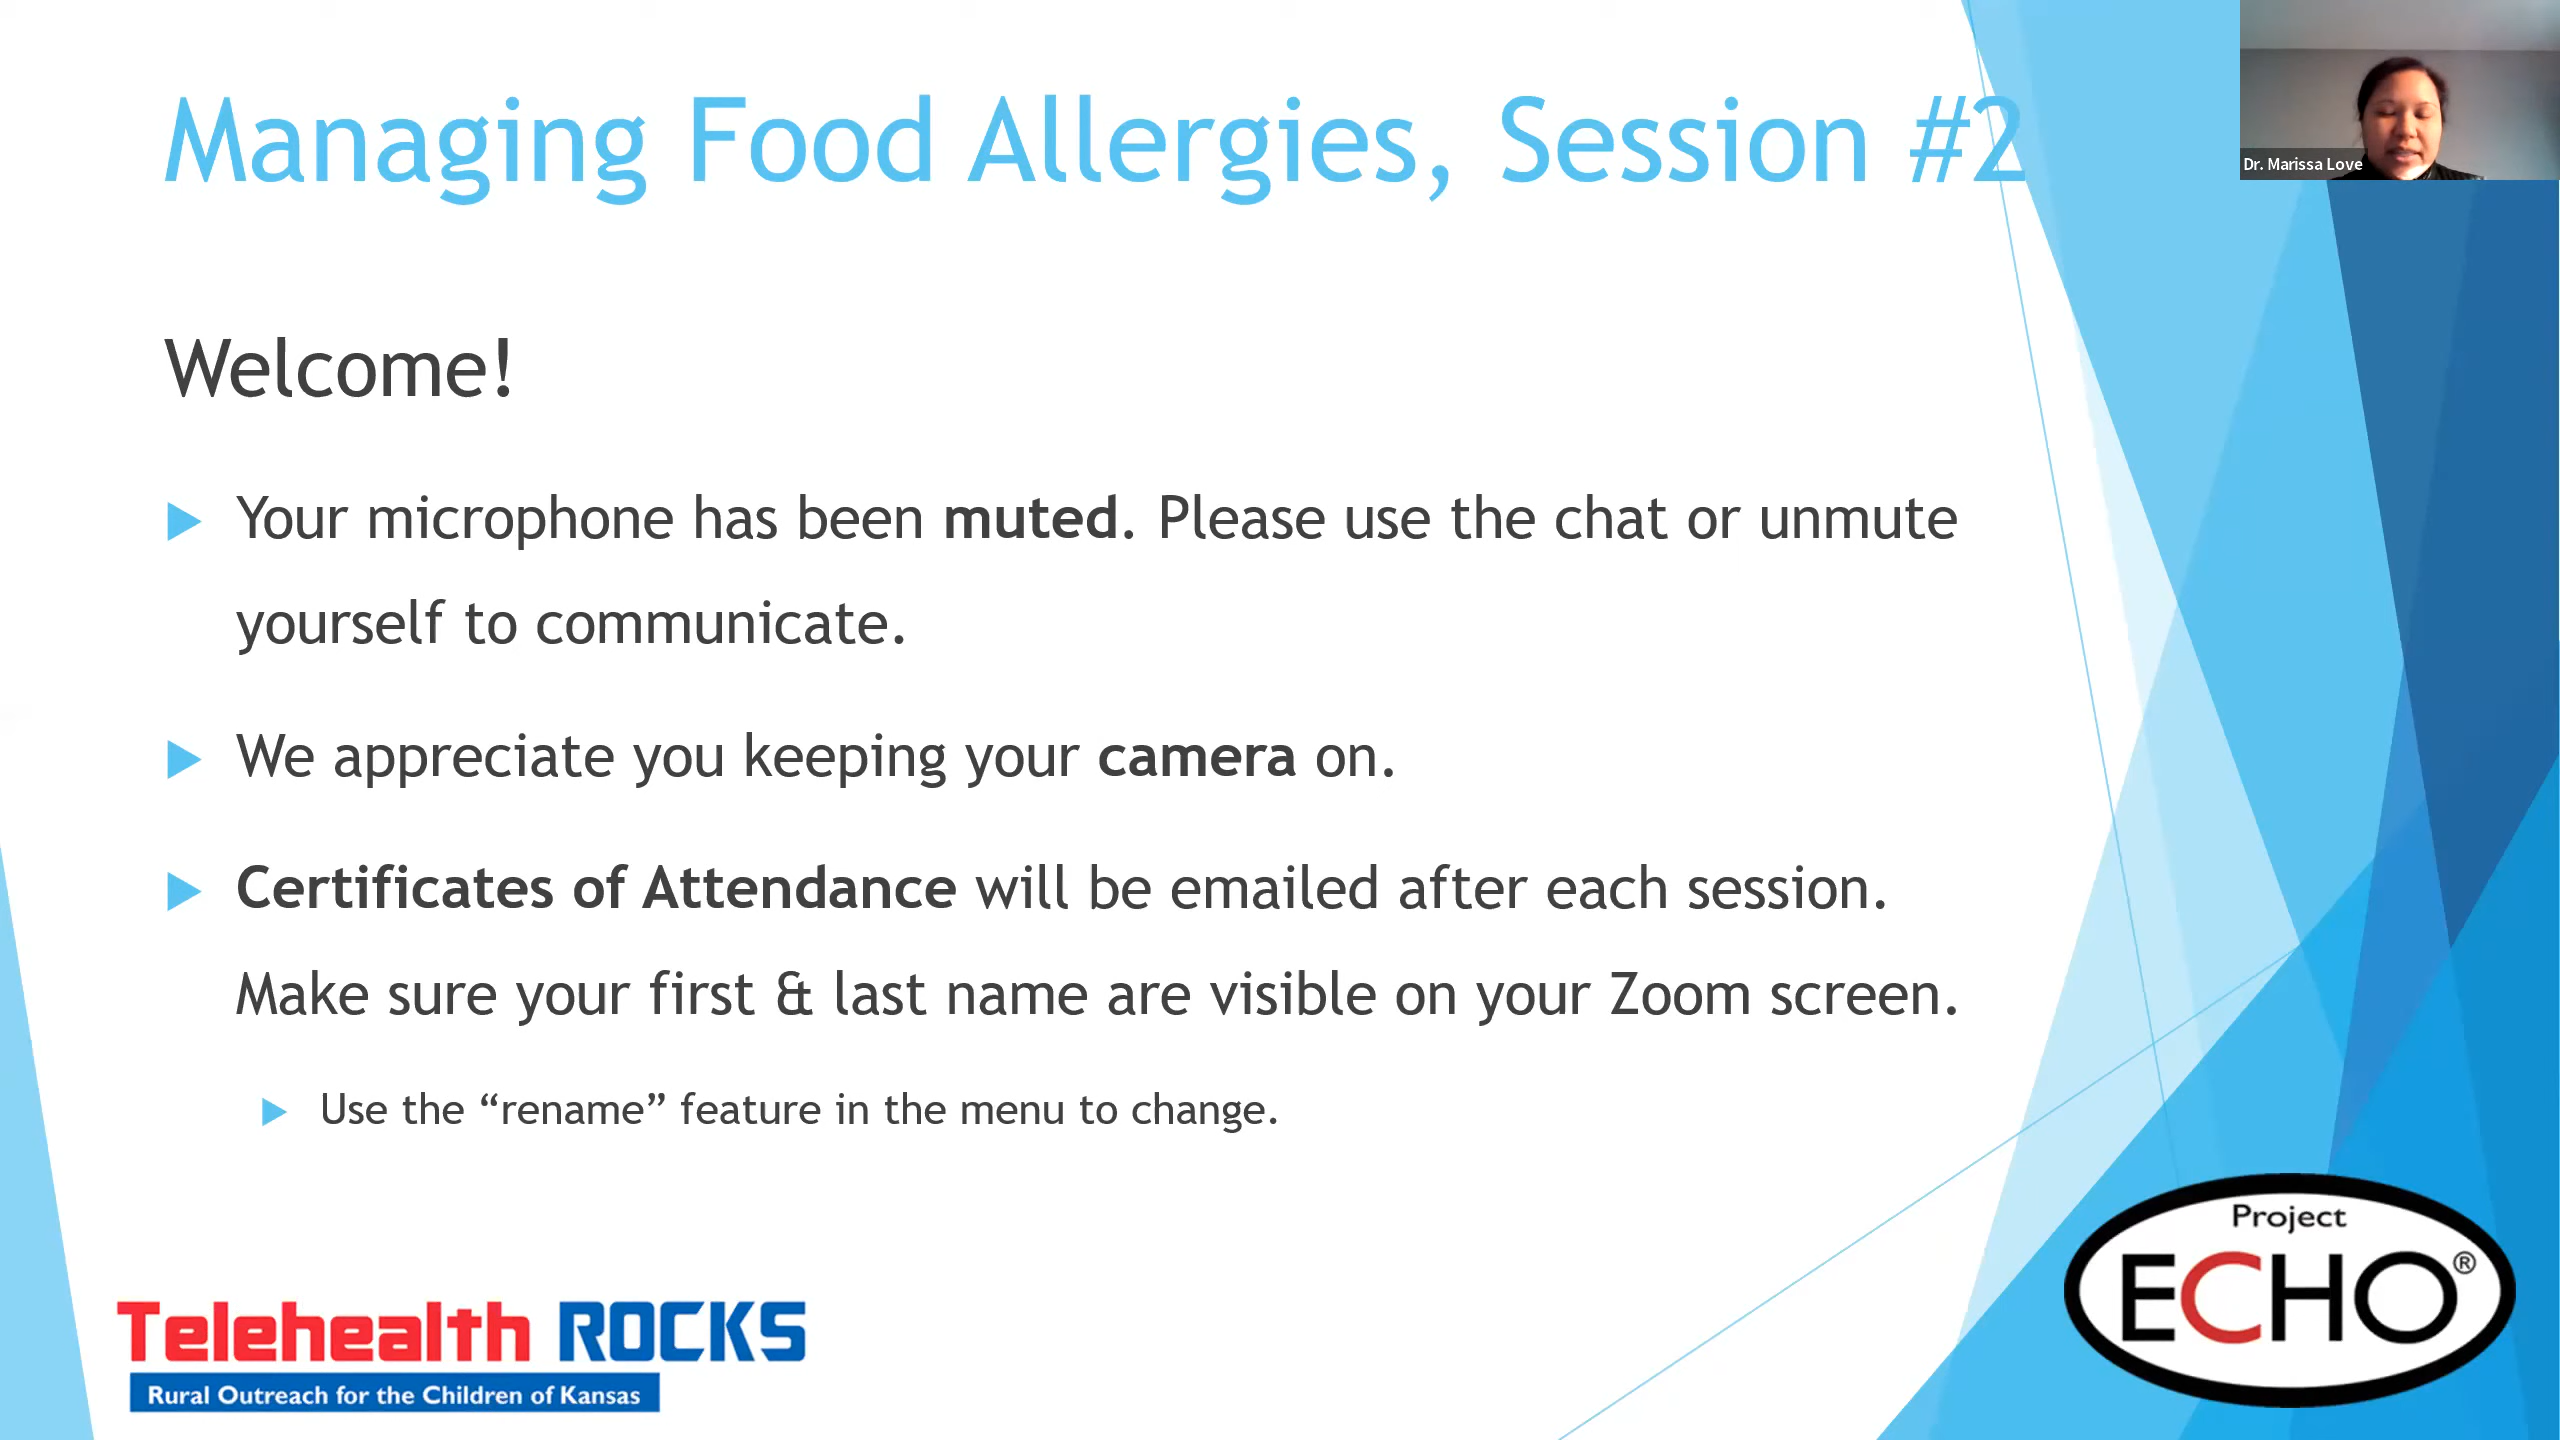 Managing Food Allergies, Session #2
Dr. Marissa Love
Welcome!
Your microphone has been muted. Please use the chat or unmute
yourself to communicate.
We appreciate you keeping your camera on.
Certificates of Attendance will be emailed after each session.
Make sure your first & last name are visible on your Zoom screen.
Use the “rename” feature in the menu to change.
Telehealth ROCKS
Rural Outreach for the Children of Kansas
Project
ECHO®